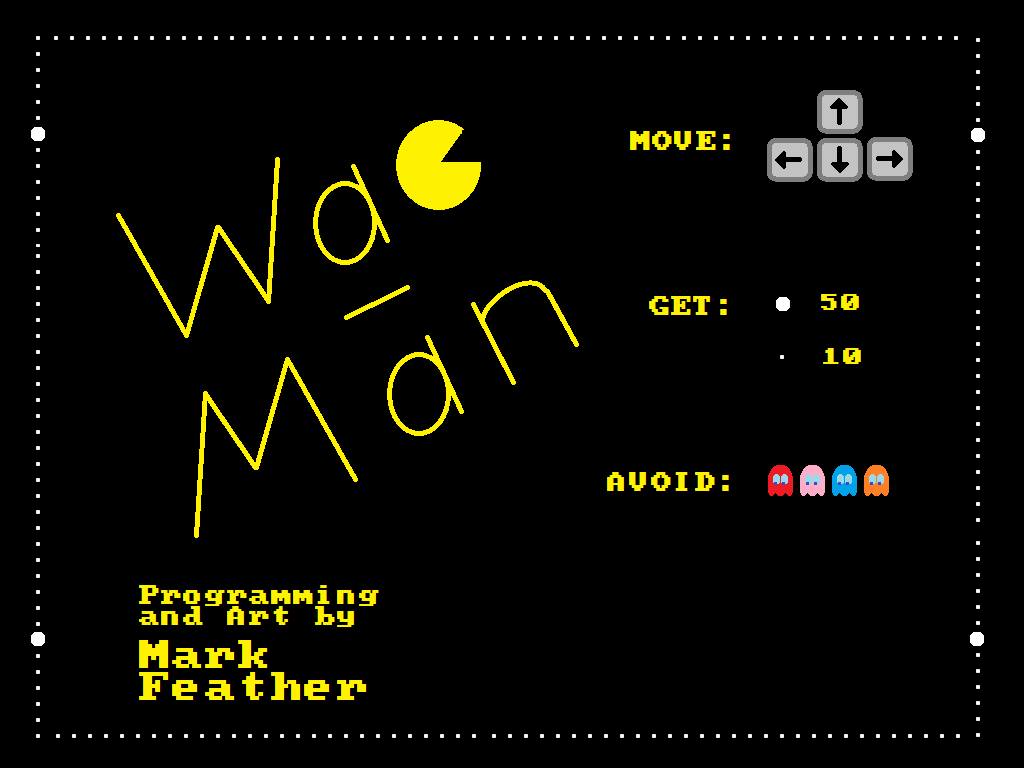 Wa
-Man
MOVE: ↑
← ↓ →
GET: 50
10
AVOID:
Programming
and Art by
Mark
Feather